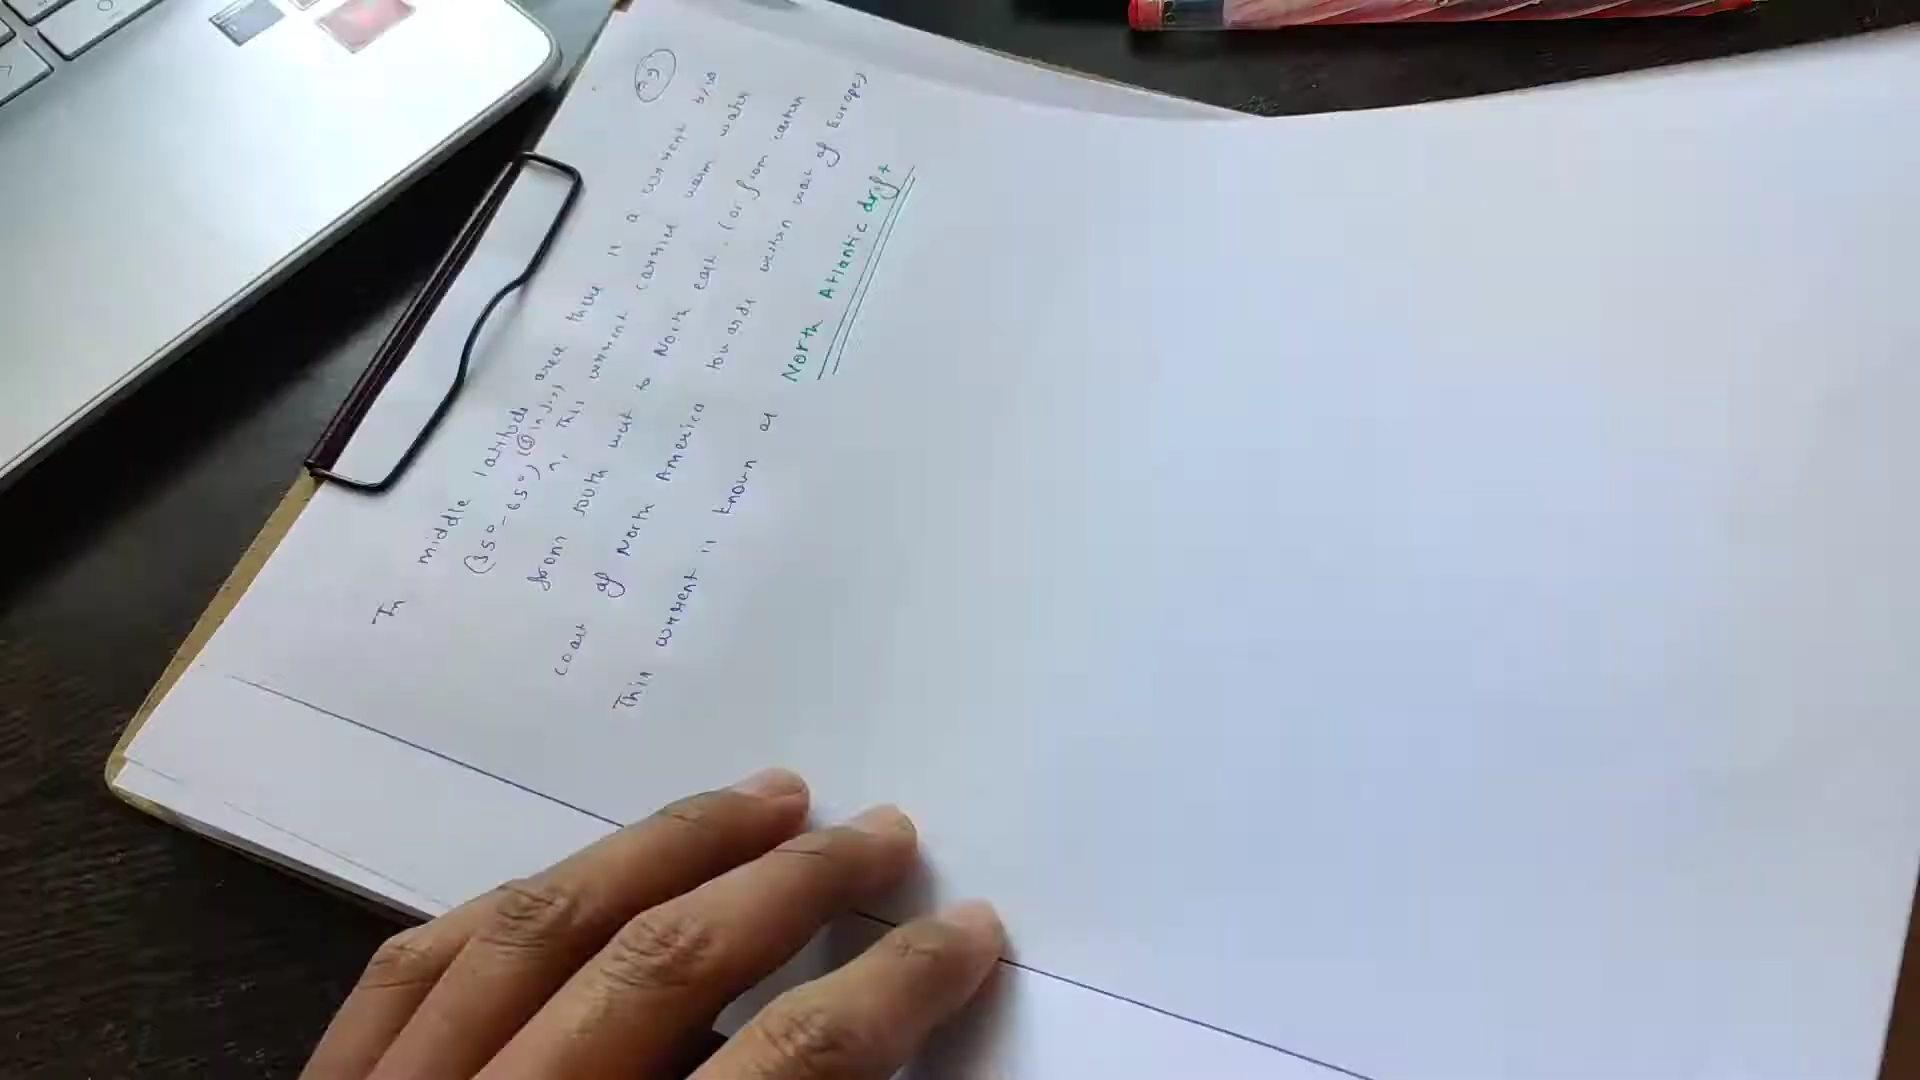 29
In middle latitude area there is a current b/w
(35°-65°) N, This current carried warm water
from south west to North east. (or from eastern
coast of North America towards western coast of Europe)
This current is known as North Atlantic drift